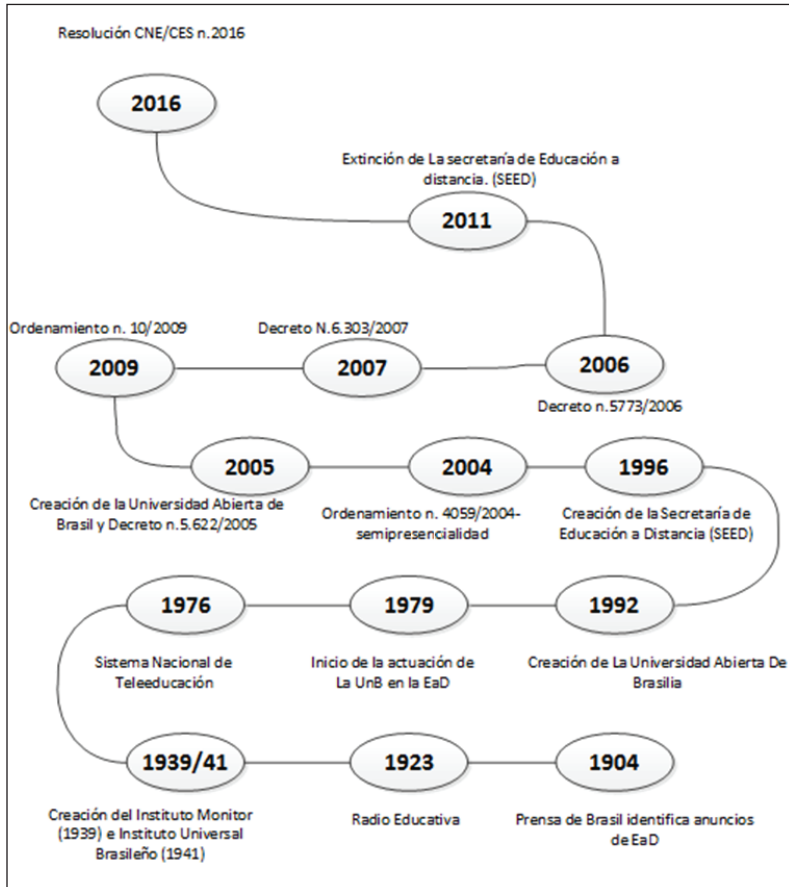 Resolución CNE/CES n.2016
2016
Extinción de La secretaría de Educación a
distancia. (SEED)
2011
Ordenamiento n. 10/2009
Decreto N.6.303/2007
2009
2007
2006
Decreto n.5773/2006
2005
2004
1996
Creación de la Universidad Abierta de
Brasil y Decreto n.5.622/2005
Ordenamiento n. 4059/2004-
semipresencialidad
Creación de la Secretaría de
Educación a Distancia (SEED)
1976
1979
1992
Sistema Nacional de
Teleeducación
Inicio de la actuación de
La UnB en la EaD
Creación de La Universidad Abierta De
Brasilia
1939/41
1923
1904
Creación del Instituto Monitor
(1939) e Instituto Universal
Brasileño (1941)
Radio Educativa
Prensa de Brasil identifica anuncios
de EaD